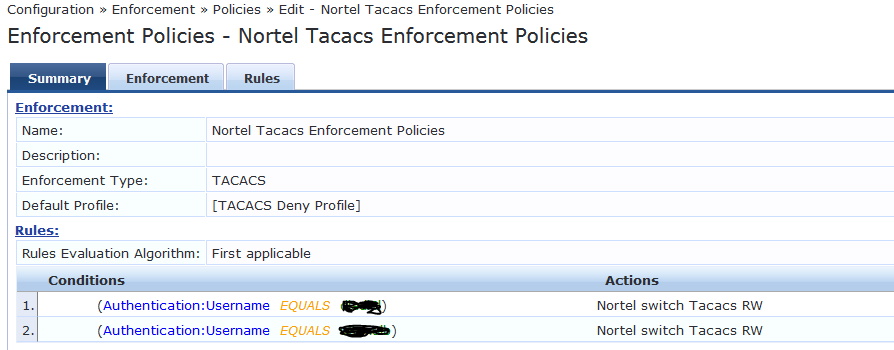 Configuration » Enforcement » Policies » Edit - Nortel Tacacs Enforcement Policies
Enforcement Policies - Nortel Tacacs Enforcement Policies
Summary Enforcement Rules
Enforcement:
Name: Nortel Tacacs Enforcement Policies
Description:
Enforcement Type: TACACS
Default Profile: [TACACS Deny Profile]
Rules:
Rules Evaluation Algorithm: First applicable
Conditions Actions
1. (Authentication:Username EQUALS ) Nortel switch Tacacs RW
2. (Authentication:Username EQUALS ) Nortel switch Tacacs RW